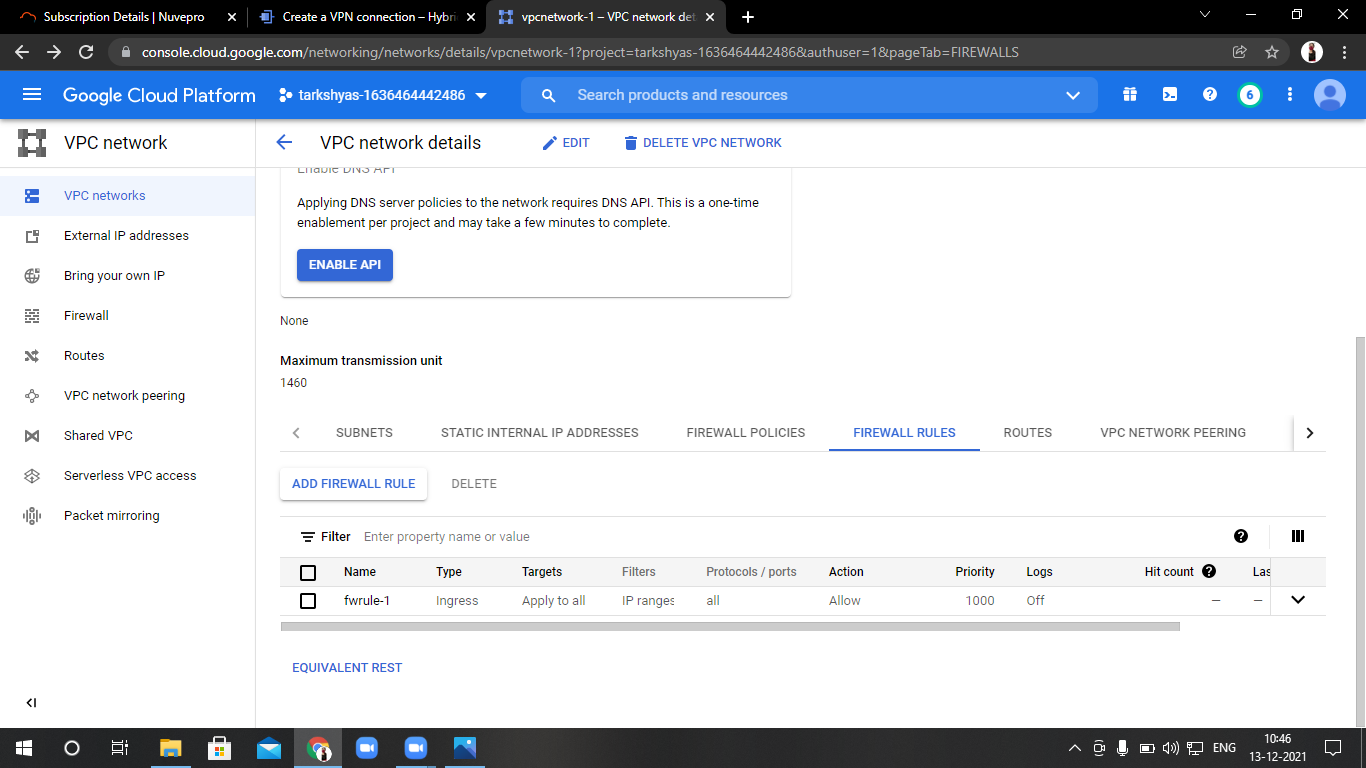 Subscription Details | Nuvepro
Create a VPN connection – Hybri
vpcnetwork-1 – VPC network det
console.cloud.google.com/networking/networks/details/vpcnetwork-1?project=tarkshyas-1636464442486&authuser=1&pageTab=FIREWALLS
Google Cloud Platform
tarkshyas-1636464442486
Search products and resources
6
VPC network
VPC network details
EDIT
DELETE VPC NETWORK
VPC networks
External IP addresses
Bring your own IP
Firewall
Routes
VPC network peering
Shared VPC
Serverless VPC access
Packet mirroring
Enable DNS API
Applying DNS server policies to the network requires DNS API. This is a one-time
enablement per project and may take a few minutes to complete.
ENABLE API
None
Maximum transmission unit
1460
SUBNETS
STATIC INTERNAL IP ADDRESSES
FIREWALL POLICIES
FIREWALL RULES
ROUTES
VPC NETWORK PEERING
ADD FIREWALL RULE
DELETE
Filter Enter property name or value
Name Type Targets Filters Protocols / ports Action Priority Logs Hit count Las
fwrule-1 Ingress Apply to all IP ranges all Allow 1000 Off — —
EQUIVALENT REST
ENG
10:46
13-12-2021